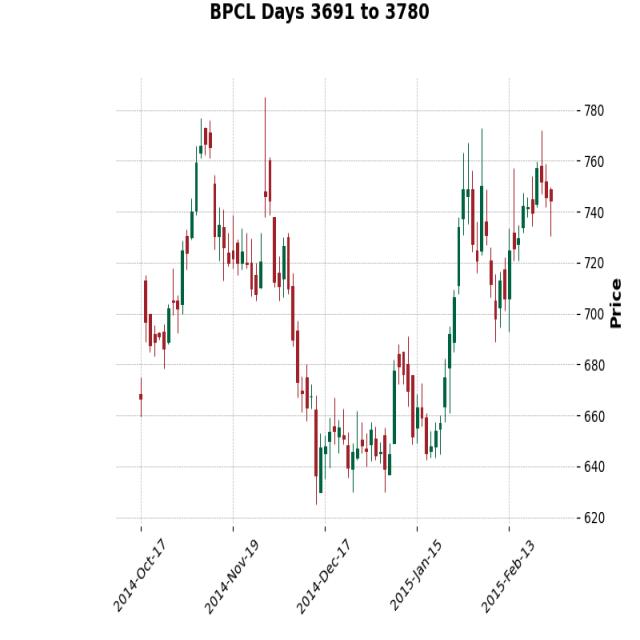 BPCL Days 3691 to 3780
780
760
740
720
700
680
660
640
620
Price
2014-Oct-17
2014-Nov-19
2014-Dec-17
2015-Jan-15
2015-Feb-13